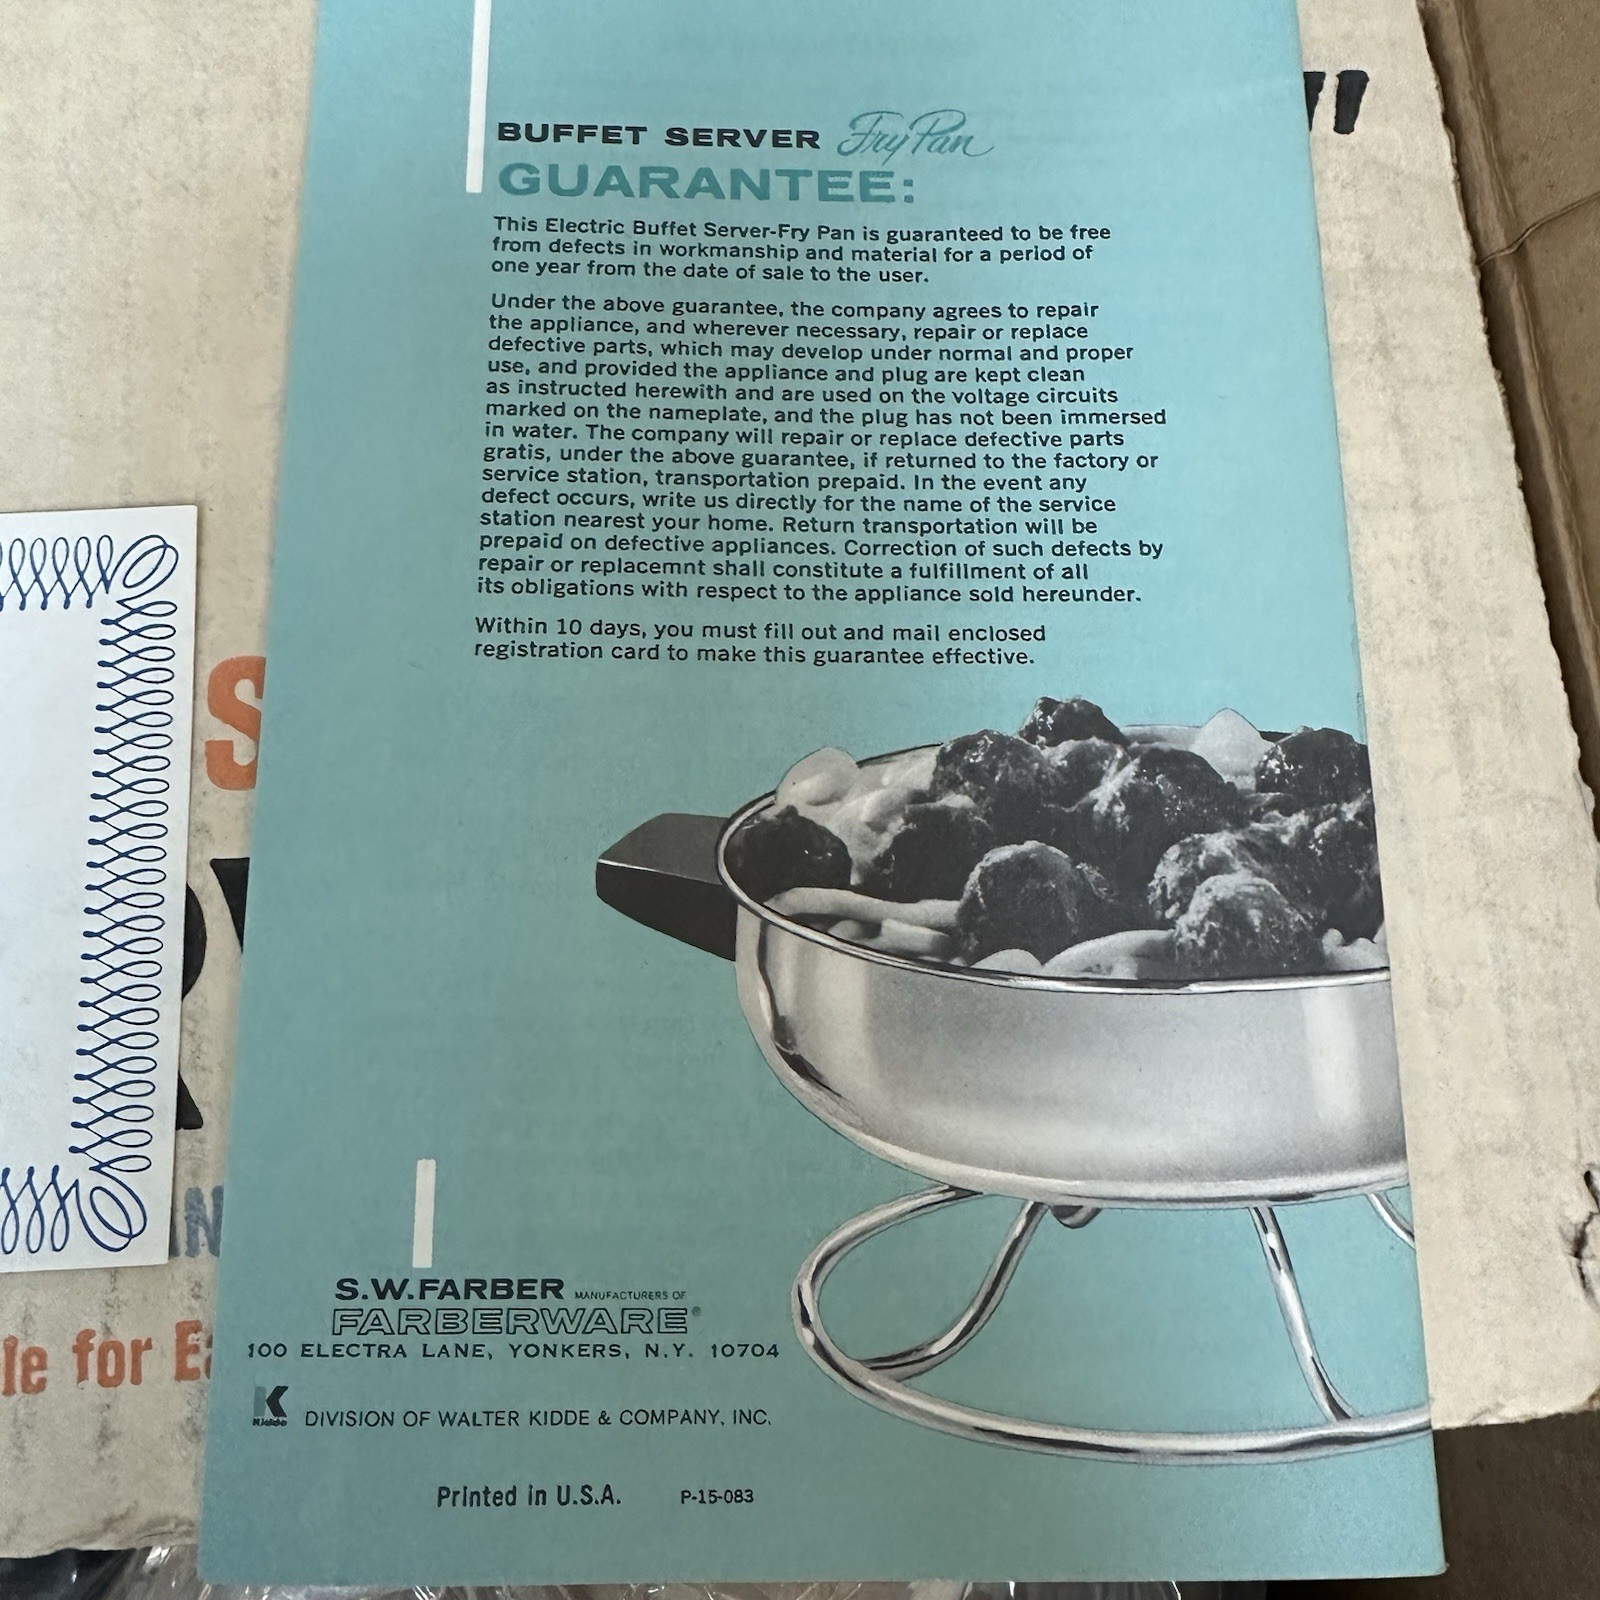 BUFFET SERVER Fry Pan
GUARANTEE:
This Electric Buffet Server-Fry Pan is guaranteed to be free
from defects in workmanship and material for a period of
one year from the date of sale to the user.
Under the above guarantee, the company agrees to repair
the appliance, and wherever necessary, repair or replace
defective parts, which may develop under normal and proper
use, and provided the appliance and plug are kept clean
as instructed herewith and are used on the voltage circuits
marked on the nameplate, and the plug has not been immersed
in water. The company will repair or replace defective parts
gratis, under the above guarantee, if returned to the factory or
service station, transportation prepaid. In the event any
defect occurs, write us directly for the name of the service
station nearest your home. Return transportation will be
prepaid on defective appliances. Correction of such defects by
repair or replacemnt shall constitute a fulfillment of all
its obligations with respect to the appliance sold hereunder.
Within 10 days, you must fill out and mail enclosed
registration card to make this guarantee effective.
S.W. FARBER MANUFACTURERS OF
FARBERWARE®
100 ELECTRA LANE, YONKERS, N.Y. 10704
K Kidde DIVISION OF WALTER KIDDE & COMPANY, INC.
Printed in U.S.A. P-15-083
le for Ea